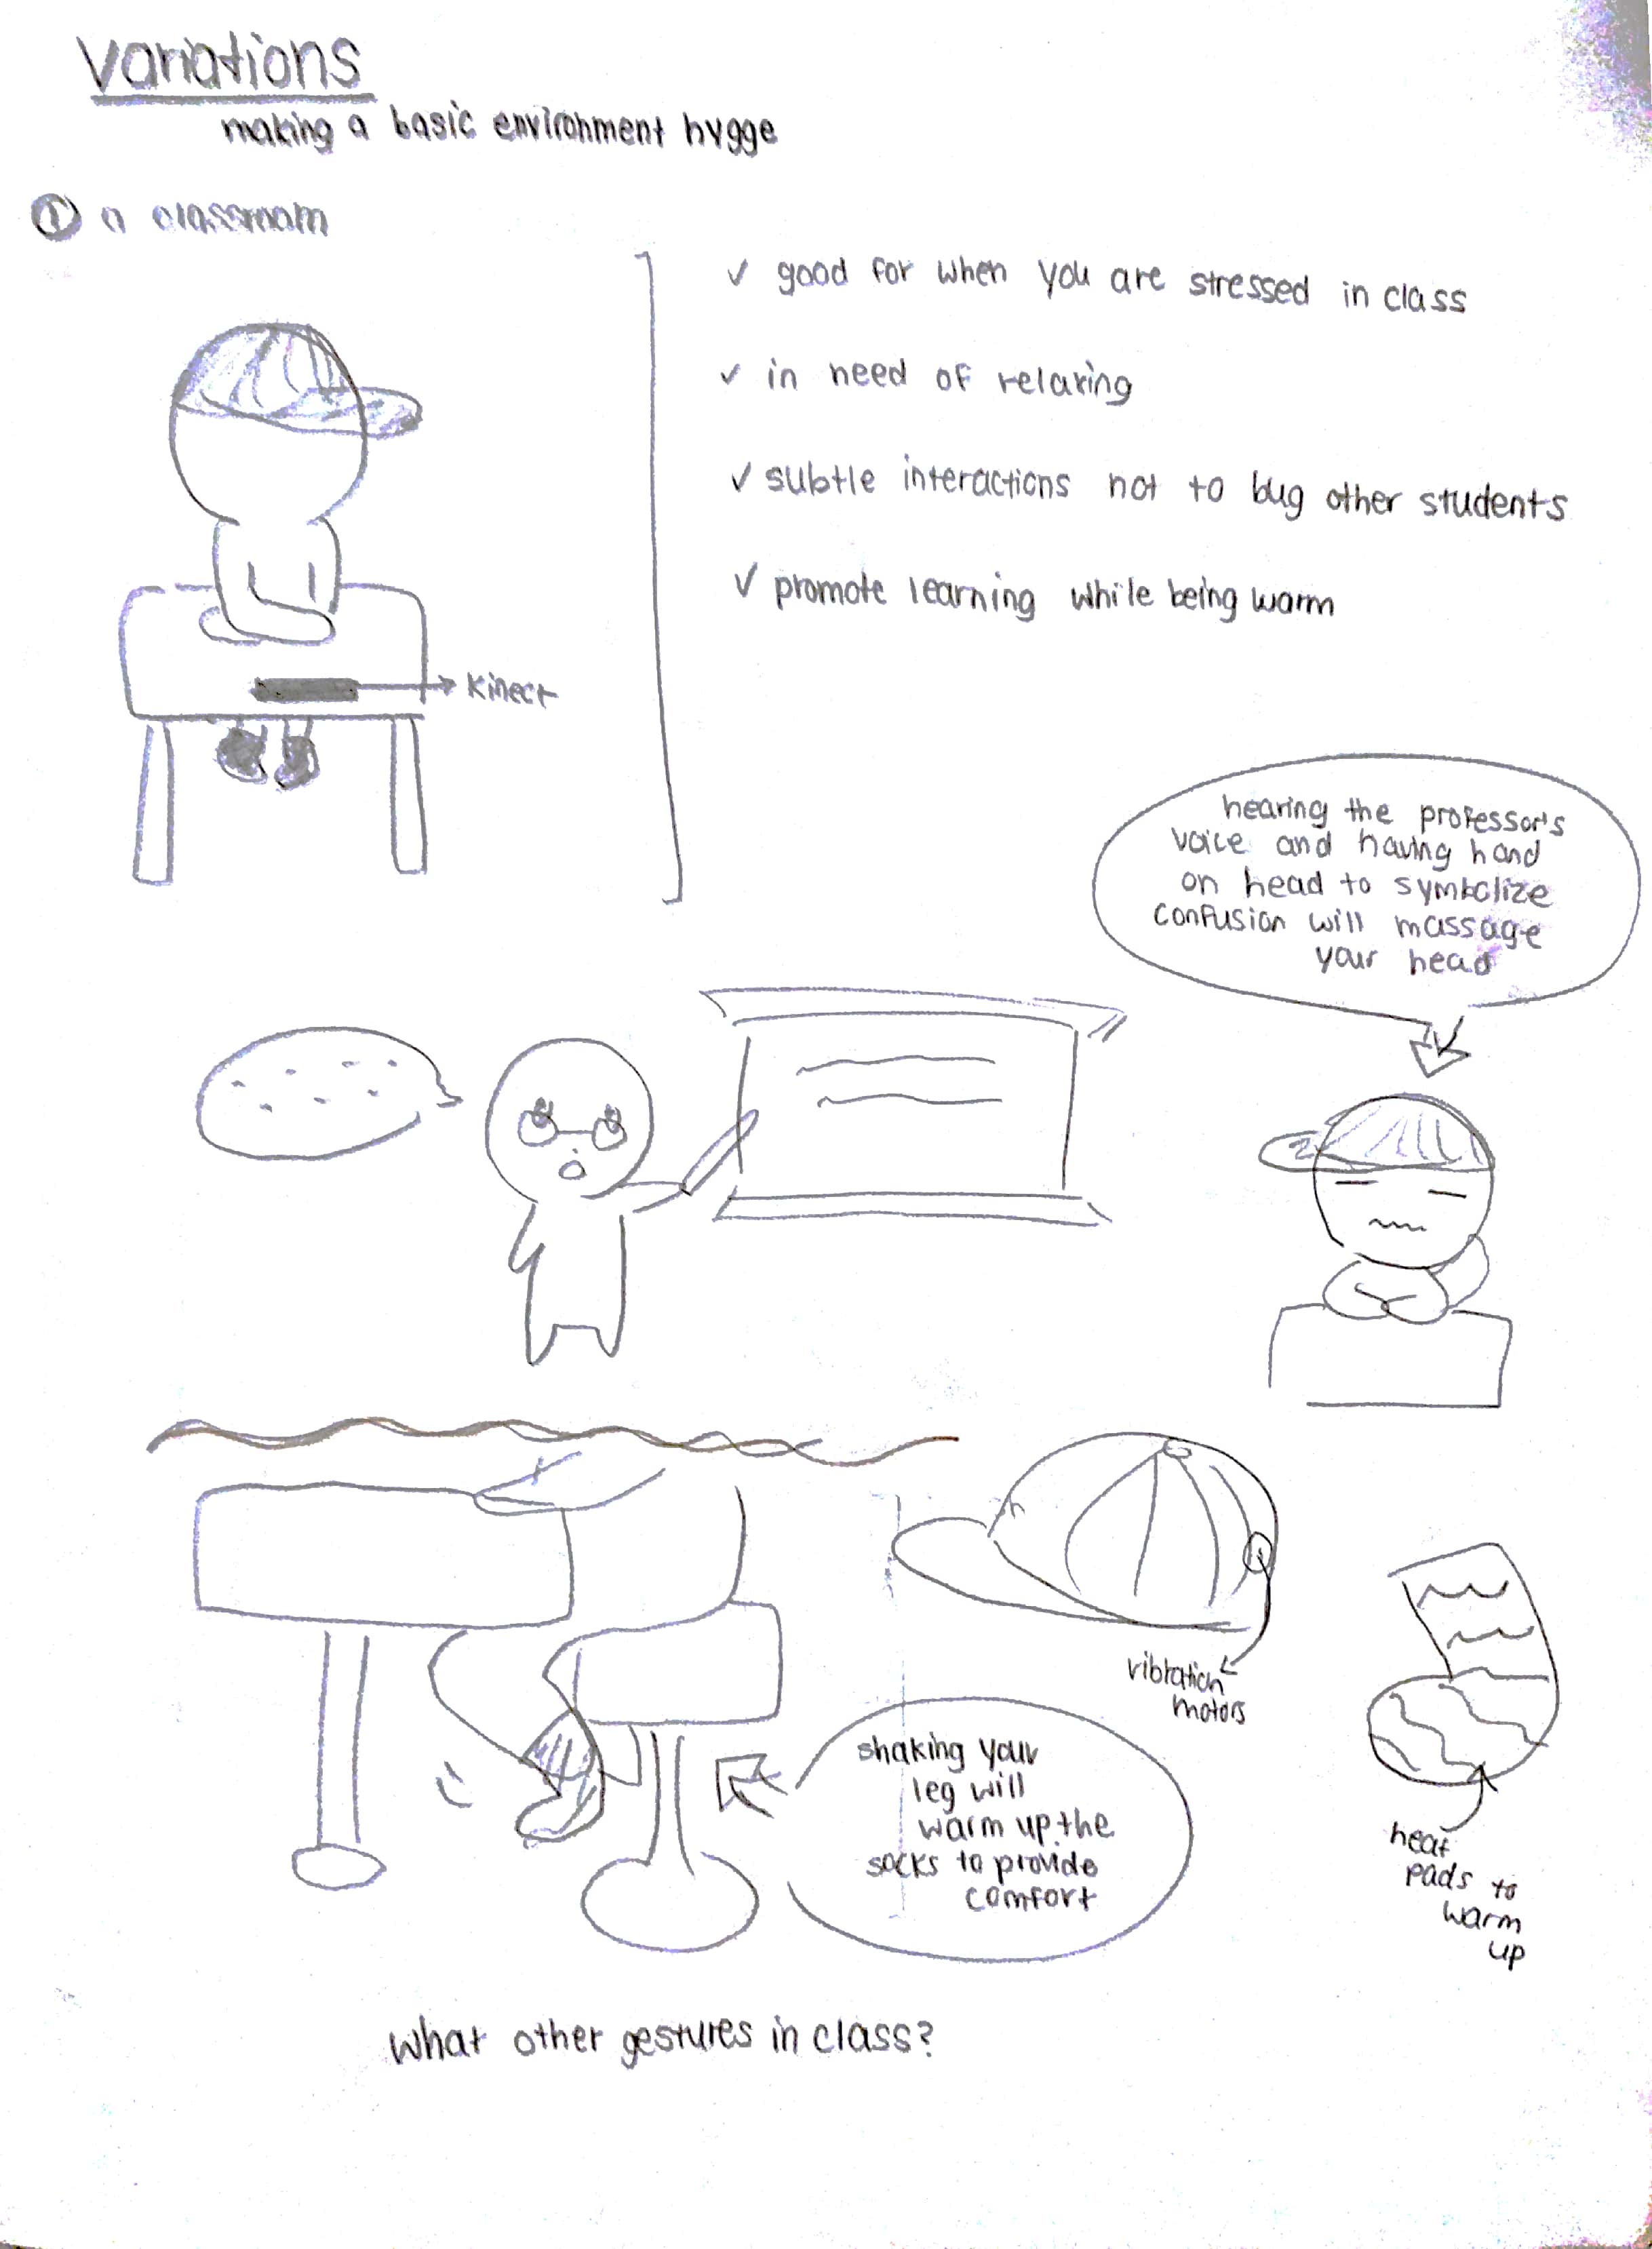 Variations
making a basic environment hygge
① a classroom
✓ good for when you are stressed in class
✓ in need of relaxing
✓ subtle interactions not to bug other students
✓ promote learning while being warm
Kinect
hearing the professor's
voice and having hand
on head to symbolize
confusion will massage
your head
vibration
motors
shaking your
leg will
warm up the
socks to provide
comfort
heat
pads to
warm
up
What other gestures in class?